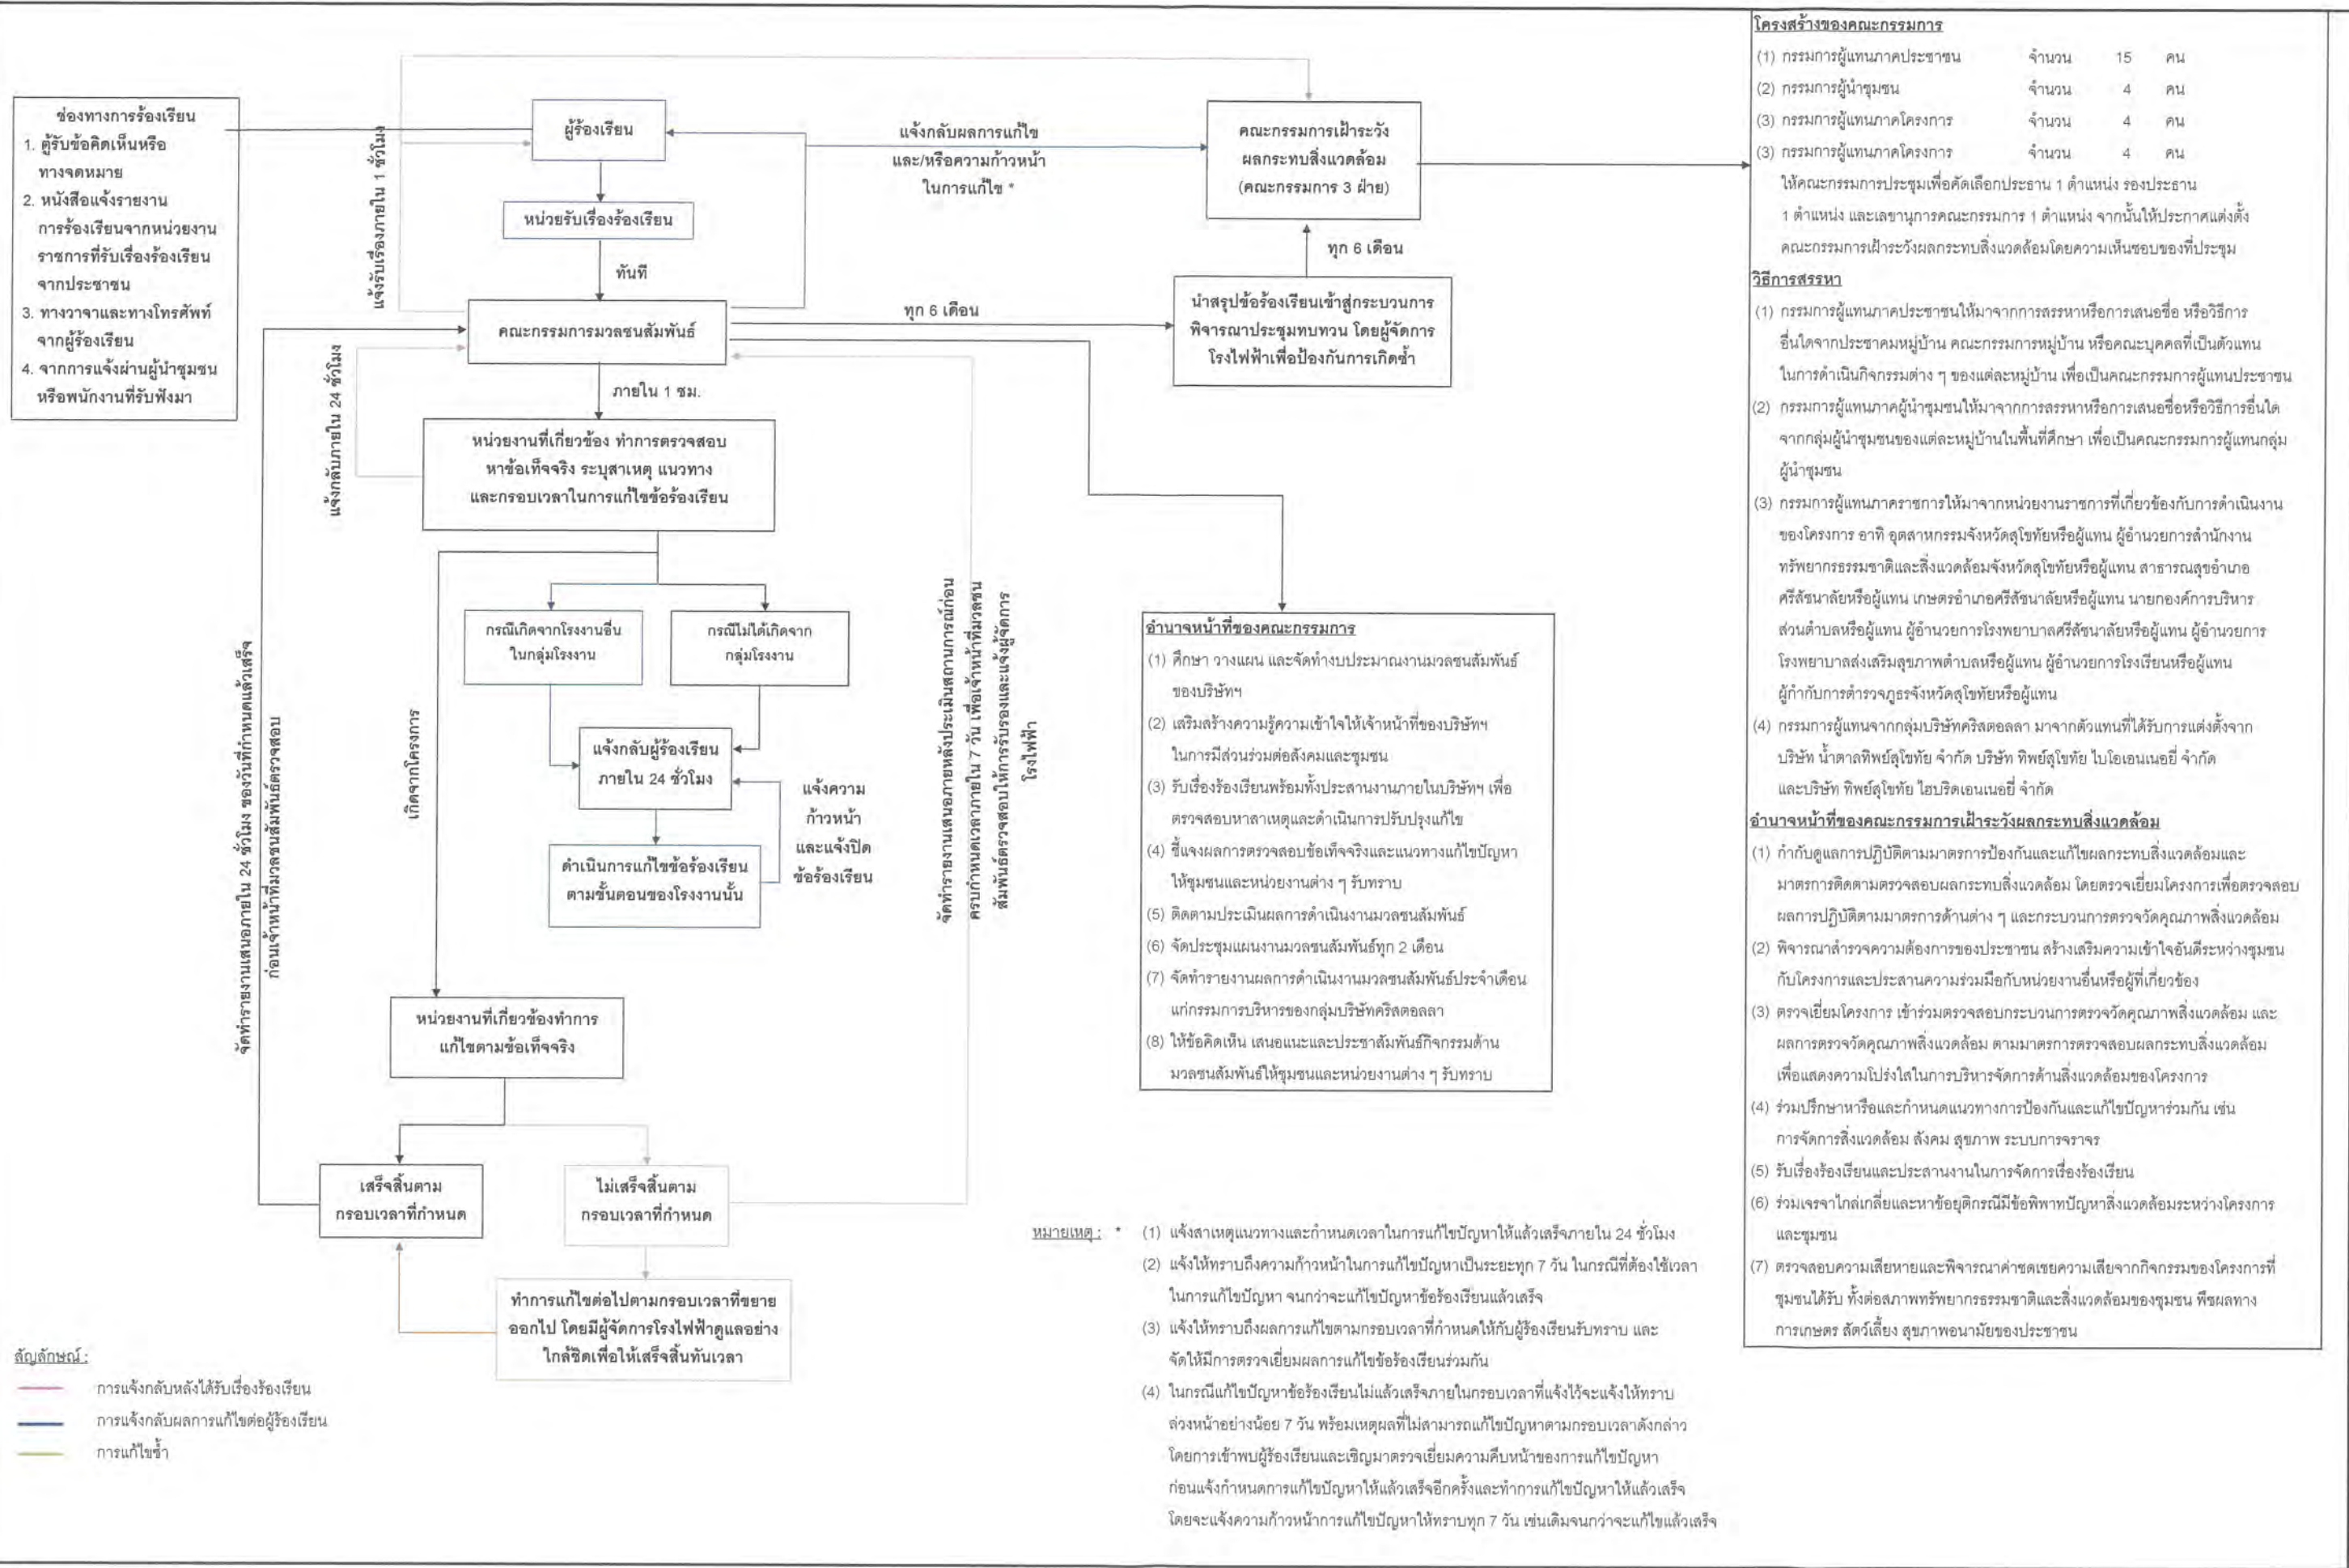 ช่องทางการร้องเรียน
1. ตู้รับข้อคิดเห็นหรือ
ทางจดหมาย
2. หนังสือแจ้งรายงาน
การร้องเรียนจากหน่วยงาน
ราชการที่รับเรื่องร้องเรียน
จากประชาชน
3. ทางวาจาและทางโทรศัพท์
จากผู้ร้องเรียน
4. จากการแจ้งผ่านผู้นำชุมชน
หรือพนักงานที่รับฟังมา
ผู้ร้องเรียน
หน่วยรับเรื่องร้องเรียน
ทันที
คณะกรรมการมวลชนสัมพันธ์
ภายใน 1 ชม.
แจ้งรับเรื่องภายใน 1 ชั่วโมง
แจ้งกลับภายใน 24 ชั่วโมง
แจ้งกลับผลการแก้ไข
และ/หรือความก้าวหน้า
ในการแก้ไข *
คณะกรรมการเฝ้าระวัง
ผลกระทบสิ่งแวดล้อม
(คณะกรรมการ 3 ฝ่าย)
ทุก 6 เดือน
ทุก 6 เดือน
นำสรุปข้อร้องเรียนเข้าสู่กระบวนการ
พิจารณาประชุมทบทวน โดยผู้จัดการ
โรงไฟฟ้าเพื่อป้องกันการเกิดซ้ำ
หน่วยงานที่เกี่ยวข้อง ทำการตรวจสอบ
หาข้อเท็จจริง ระบุสาเหตุ แนวทาง
และกรอบเวลาในการแก้ไขข้อร้องเรียน
กรณีเกิดจากโรงงานอื่น
ในกลุ่มโรงงาน
กรณีไม่ได้เกิดจาก
กลุ่มโรงงาน
แจ้งกลับผู้ร้องเรียน
ภายใน 24 ชั่วโมง
แจ้งความ
ก้าวหน้า
และแจ้งปิด
ข้อร้องเรียน
ดำเนินการแก้ไขข้อร้องเรียน
ตามขั้นตอนของโรงงานนั้น
เกิดจากโครงการ
จัดทำรายงานเสนอภายใน 24 ชั่วโมง ของวันที่กำหนดแล้วเสร็จ
ก่อนเจ้าหน้าที่มวลชนสัมพันธ์ตรวจสอบ
จัดทำรายงานเสนอภายหลังประเมินสถานการณ์ก่อน
ครบกำหนดเวลาภายใน 7 วัน เพื่อเจ้าหน้าที่มวลชน
สัมพันธ์ตรวจสอบให้การรับรองและแจ้งผู้จัดการ
โรงไฟฟ้า
หน่วยงานที่เกี่ยวข้องทำการ
แก้ไขตามข้อเท็จจริง
เสร็จสิ้นตาม
กรอบเวลาที่กำหนด
ไม่เสร็จสิ้นตาม
กรอบเวลาที่กำหนด
ทำการแก้ไขต่อไปตามกรอบเวลาที่ขยาย
ออกไป โดยมีผู้จัดการโรงไฟฟ้าดูแลอย่าง
ใกล้ชิดเพื่อให้เสร็จสิ้นทันเวลา
สัญลักษณ์ :
การแจ้งกลับหลังได้รับเรื่องร้องเรียน
การแจ้งกลับผลการแก้ไขต่อผู้ร้องเรียน
การแก้ไขซ้ำ
อำนาจหน้าที่ของคณะกรรมการ
(1) ศึกษา วางแผน และจัดทำงบประมาณงานมวลชนสัมพันธ์
ของบริษัทฯ
(2) เสริมสร้างความรู้ความเข้าใจให้เจ้าหน้าที่ของบริษัทฯ
ในการมีส่วนร่วมต่อสังคมและชุมชน
(3) รับเรื่องร้องเรียนพร้อมทั้งประสานงานภายในบริษัทฯ เพื่อ
ตรวจสอบหาสาเหตุและดำเนินการปรับปรุงแก้ไข
(4) ชี้แจงผลการตรวจสอบข้อเท็จจริงและแนวทางแก้ไขปัญหา
ให้ชุมชนและหน่วยงานต่าง ๆ รับทราบ
(5) ติดตามประเมินผลการดำเนินงานมวลชนสัมพันธ์
(6) จัดประชุมแผนงานมวลชนสัมพันธ์ทุก 2 เดือน
(7) จัดทำรายงานผลการดำเนินงานมวลชนสัมพันธ์ประจำเดือน
แก่กรรมการบริหารของกลุ่มบริษัทคริสตอลลา
(8) ให้ข้อคิดเห็น เสนอแนะและประชาสัมพันธ์กิจกรรมด้าน
มวลชนสัมพันธ์ให้ชุมชนและหน่วยงานต่าง ๆ รับทราบ
หมายเหตุ : * (1) แจ้งสาเหตุแนวทางและกำหนดเวลาในการแก้ไขปัญหาให้แล้วเสร็จภายใน 24 ชั่วโมง
(2) แจ้งให้ทราบถึงความก้าวหน้าในการแก้ไขปัญหาเป็นระยะทุก 7 วัน ในกรณีที่ต้องใช้เวลา
ในการแก้ไขปัญหา จนกว่าจะแก้ไขปัญหาข้อร้องเรียนแล้วเสร็จ
(3) แจ้งให้ทราบถึงผลการแก้ไขตามกรอบเวลาที่กำหนดให้กับผู้ร้องเรียนรับทราบ และ
จัดให้มีการตรวจเยี่ยมผลการแก้ไขข้อร้องเรียนร่วมกัน
(4) ในกรณีแก้ไขปัญหาข้อร้องเรียนไม่แล้วเสร็จภายในกรอบเวลาที่แจ้งไว้จะแจ้งให้ทราบ
ล่วงหน้าอย่างน้อย 7 วัน พร้อมเหตุผลที่ไม่สามารถแก้ไขปัญหาตามกรอบเวลาดังกล่าว
โดยการเข้าพบผู้ร้องเรียนและเชิญมาตรวจเยี่ยมความคืบหน้าของการแก้ไขปัญหา
ก่อนแจ้งกำหนดการแก้ไขปัญหาให้แล้วเสร็จอีกครั้งและทำการแก้ไขปัญหาให้แล้วเสร็จ
โดยจะแจ้งความก้าวหน้าการแก้ไขปัญหาให้ทราบทุก 7 วัน เช่นเดิมจนกว่าจะแก้ไขแล้วเสร็จ
โครงสร้างของคณะกรรมการ
(1) กรรมการผู้แทนภาคประชาชน จำนวน 15 คน
(2) กรรมการผู้นำชุมชน จำนวน 4 คน
(3) กรรมการผู้แทนภาคโครงการ จำนวน 4 คน
(3) กรรมการผู้แทนภาคโครงการ จำนวน 4 คน
ให้คณะกรรมการประชุมเพื่อคัดเลือกประธาน 1 ตำแหน่ง รองประธาน
1 ตำแหน่ง และเลขานุการคณะกรรมการ 1 ตำแหน่ง จากนั้นให้ประกาศแต่งตั้ง
คณะกรรมการเฝ้าระวังผลกระทบสิ่งแวดล้อมโดยความเห็นชอบของที่ประชุม
วิธีการสรรหา
(1) กรรมการผู้แทนภาคประชาชนให้มาจากการสรรหาหรือการเสนอชื่อ หรือวิธีการ
อื่นใดจากประชาคมหมู่บ้าน คณะกรรมการหมู่บ้าน หรือคณะบุคคลที่เป็นตัวแทน
ในการดำเนินกิจกรรมต่าง ๆ ของแต่ละหมู่บ้าน เพื่อเป็นคณะกรรมการผู้แทนประชาชน
(2) กรรมการผู้แทนภาคผู้นำชุมชนให้มาจากการสรรหาหรือการเสนอชื่อหรือวิธีการอื่นใด
จากกลุ่มผู้นำชุมชนของแต่ละหมู่บ้านในพื้นที่ศึกษา เพื่อเป็นคณะกรรมการผู้แทนกลุ่ม
ผู้นำชุมชน
(3) กรรมการผู้แทนภาคราชการให้มาจากหน่วยงานราชการที่เกี่ยวข้องกับการดำเนินงาน
ของโครงการ อาทิ อุตสาหกรรมจังหวัดสุโขทัยหรือผู้แทน ผู้อำนวยการสำนักงาน
ทรัพยากรธรรมชาติและสิ่งแวดล้อมจังหวัดสุโขทัยหรือผู้แทน สาธารณสุขอำเภอ
ศรีสัชนาลัยหรือผู้แทน เกษตรอำเภอศรีสัชนาลัยหรือผู้แทน นายกองค์การบริหาร
ส่วนตำบลหรือผู้แทน ผู้อำนวยการโรงพยาบาลศรีสัชนาลัยหรือผู้แทน ผู้อำนวยการ
โรงพยาบาลส่งเสริมสุขภาพตำบลหรือผู้แทน ผู้อำนวยการโรงเรียนหรือผู้แทน
ผู้กำกับการตำรวจภูธรจังหวัดสุโขทัยหรือผู้แทน
(4) กรรมการผู้แทนจากกลุ่มบริษัทคริสตอลลา มาจากตัวแทนที่ได้รับการแต่งตั้งจาก
บริษัท น้ำตาลทิพย์สุโขทัย จำกัด บริษัท ทิพย์สุโขทัย ไบโอเอนเนอยี่ จำกัด
และบริษัท ทิพย์สุโขทัย ไฮบริดเอนเนอยี่ จำกัด
อำนาจหน้าที่ของคณะกรรมการเฝ้าระวังผลกระทบสิ่งแวดล้อม
(1) กำกับดูแลการปฏิบัติตามมาตรการป้องกันและแก้ไขผลกระทบสิ่งแวดล้อมและ
มาตรการติดตามตรวจสอบผลกระทบสิ่งแวดล้อม โดยตรวจเยี่ยมโครงการเพื่อตรวจสอบ
ผลการปฏิบัติตามมาตรการด้านต่าง ๆ และกระบวนการตรวจวัดคุณภาพสิ่งแวดล้อม
(2) พิจารณาสำรวจความต้องการของประชาชน สร้างเสริมความเข้าใจอันดีระหว่างชุมชน
กับโครงการและประสานความร่วมมือกับหน่วยงานอื่นหรือผู้ที่เกี่ยวข้อง
(3) ตรวจเยี่ยมโครงการ เข้าร่วมตรวจสอบกระบวนการตรวจวัดคุณภาพสิ่งแวดล้อม และ
ผลการตรวจวัดคุณภาพสิ่งแวดล้อม ตามมาตรการตรวจสอบผลกระทบสิ่งแวดล้อม
เพื่อแสดงความโปร่งใสในการบริหารจัดการด้านสิ่งแวดล้อมของโครงการ
(4) ร่วมปรึกษาหารือและกำหนดแนวทางการป้องกันและแก้ไขปัญหาร่วมกัน เช่น
การจัดการสิ่งแวดล้อม สังคม สุขภาพ ระบบการจราจร
(5) รับเรื่องร้องเรียนและประสานงานในการจัดการเรื่องร้องเรียน
(6) ร่วมเจรจาไกล่เกลี่ยและหาข้อยุติกรณีมีข้อพิพาทปัญหาสิ่งแวดล้อมระหว่างโครงการ
และชุมชน
(7) ตรวจสอบความเสียหายและพิจารณาค่าชดเชยความเสียจากกิจกรรมของโครงการที่
ชุมชนได้รับ ทั้งต่อสภาพทรัพยากรธรรมชาติและสิ่งแวดล้อมของชุมชน พืชผลทาง
การเกษตร สัตว์เลี้ยง สุขภาพอนามัยของประชาชน